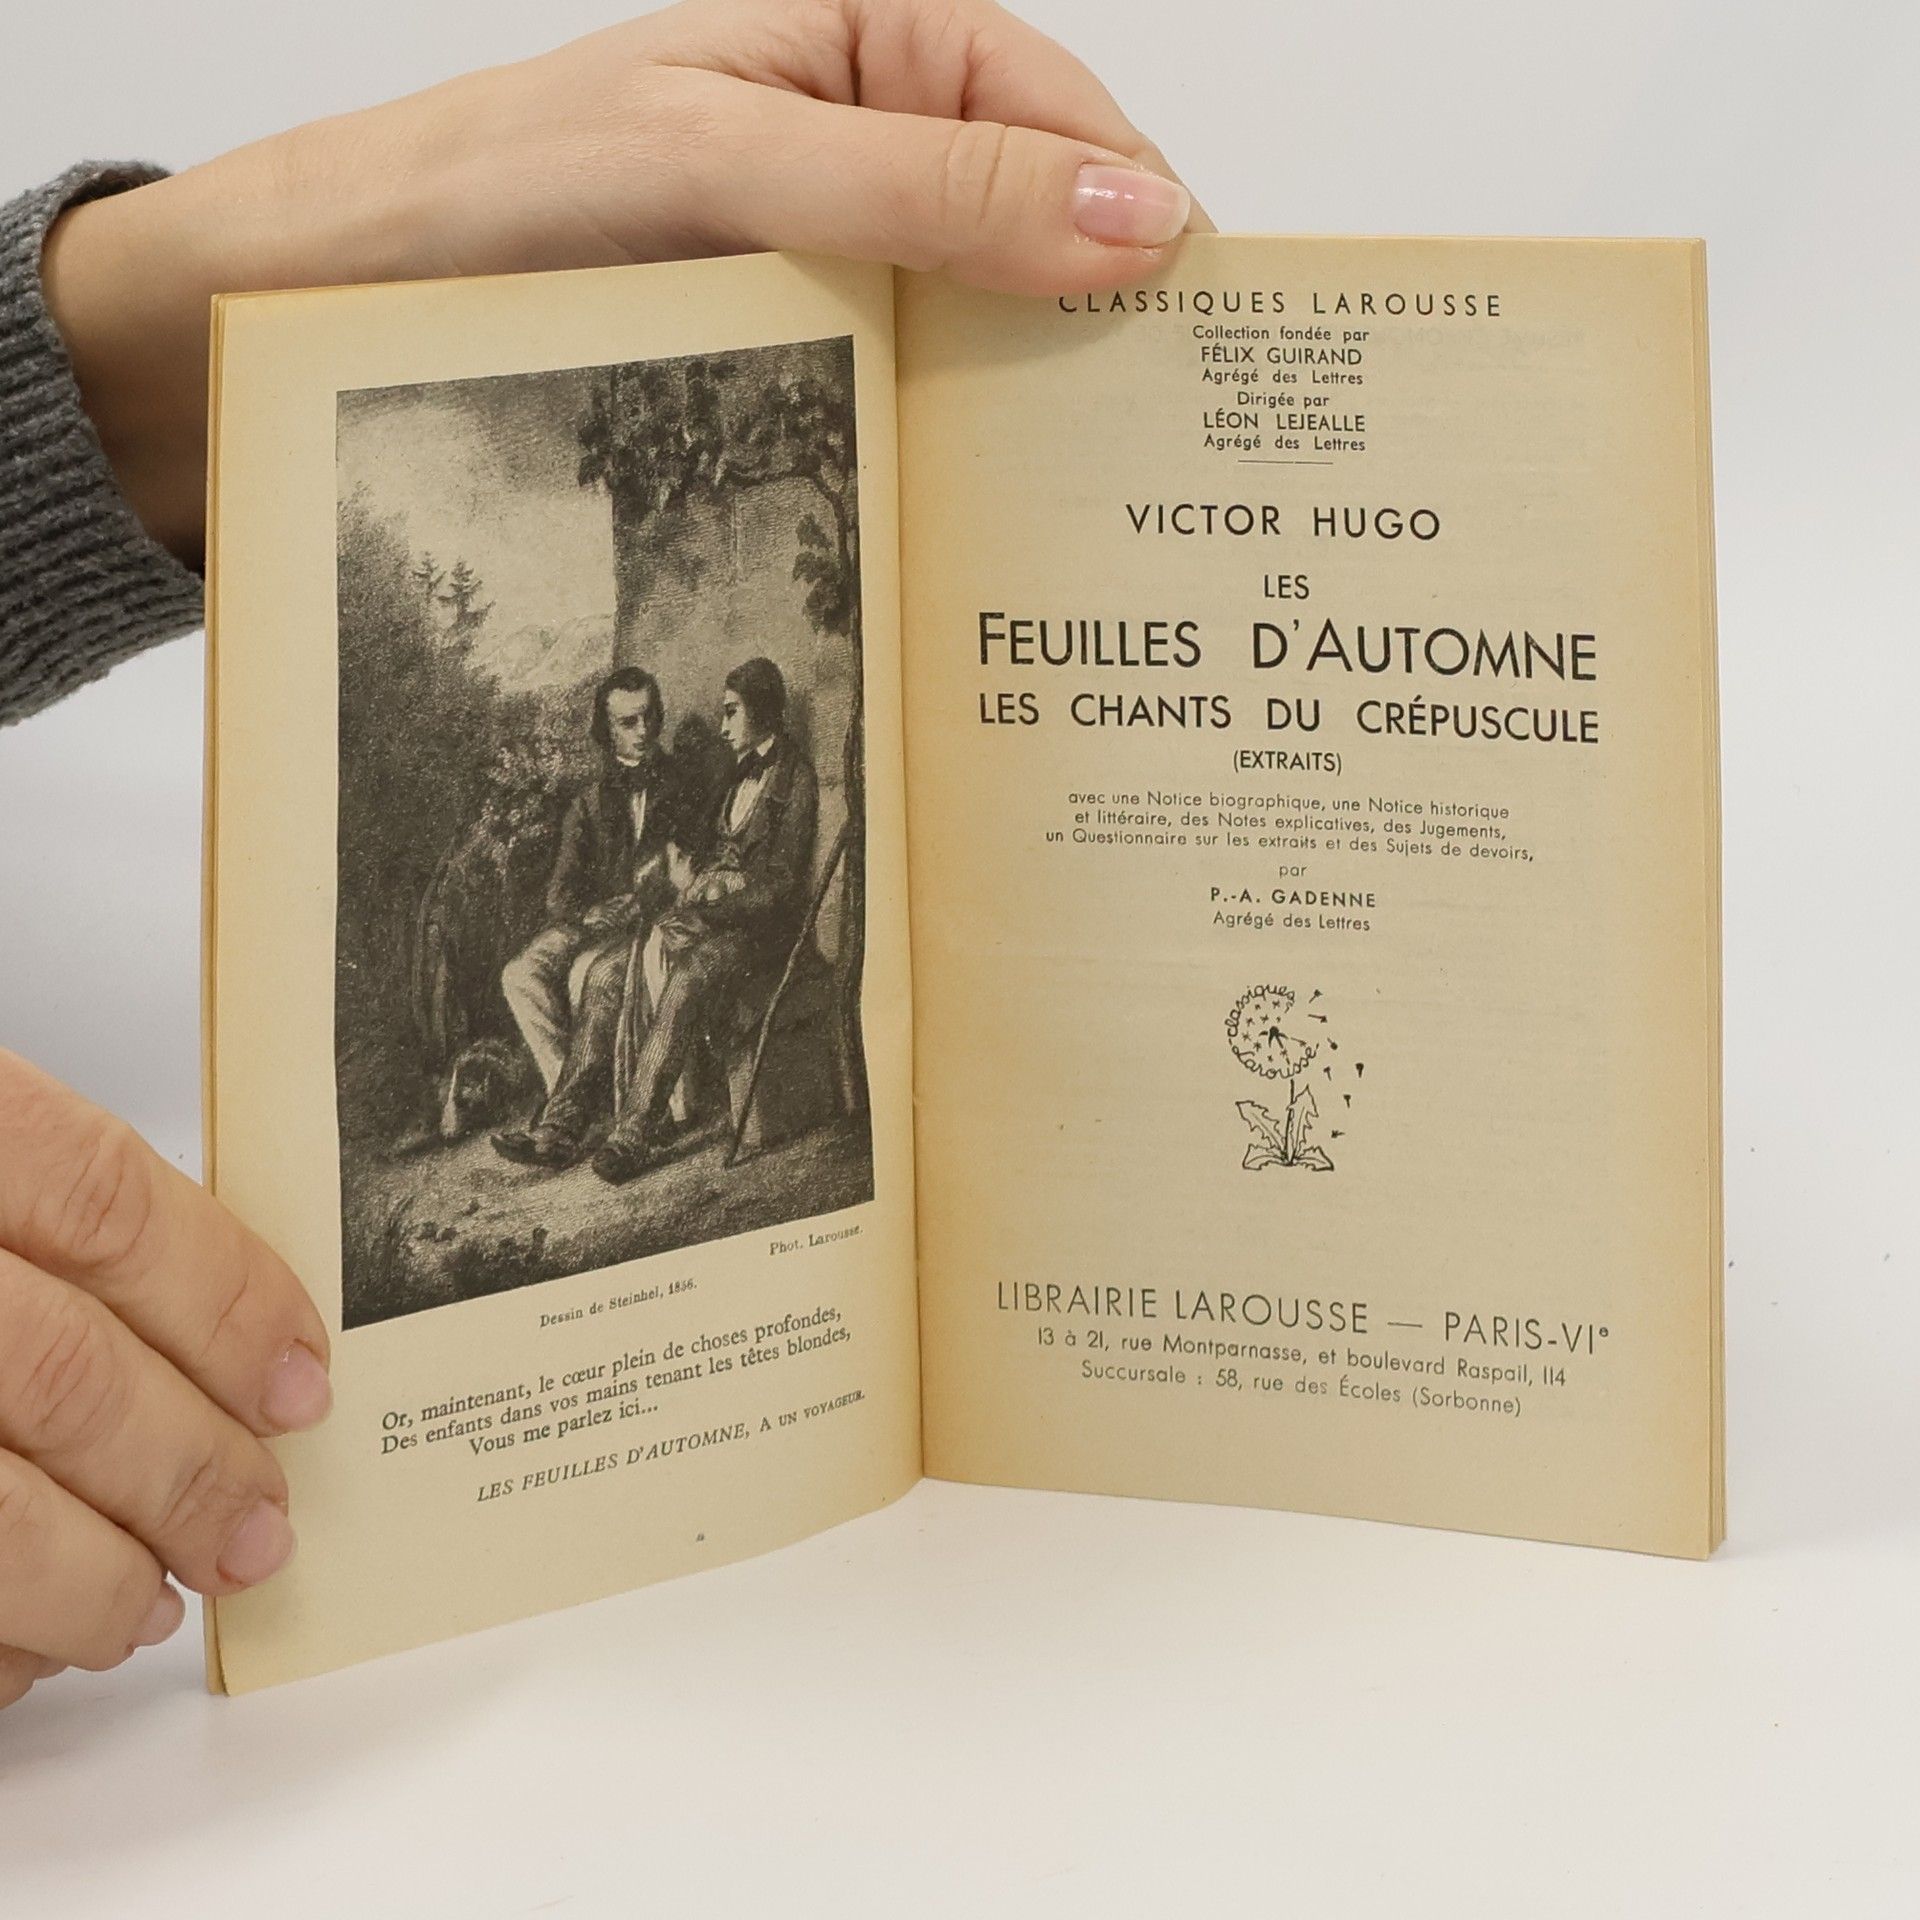 Phot. Larousse.
Dessin de Steinhel, 1856.
Or, maintenant, le cœur plein de choses profondes,
Des enfants dans vos mains tenant les têtes blondes,
Vous me parlez ici...
LES FEUILLES D'AUTOMNE, A UN VOYAGEUR.
CLASSIQUES LAROUSSE
Collection fondée par
FÉLIX GUIRAND
Agrégé des Lettres
Dirigée par
LÉON LEJEALLE
Agrégé des Lettres
VICTOR HUGO
LES
FEUILLES D'AUTOMNE
LES CHANTS DU CRÉPUSCULE
(EXTRAITS)
avec une Notice biographique, une Notice historique
et littéraire, des Notes explicatives, des Jugements,
un Questionnaire sur les extraits et des Sujets de devoirs,
par
P.-A. GADENNE
Agrégé des Lettres
classiques
Larousse
LIBRAIRIE LAROUSSE — PARIS-VIe
13 à 21, rue Montparnasse, et boulevard Raspail, 114
Succursale : 58, rue des Écoles (Sorbonne)